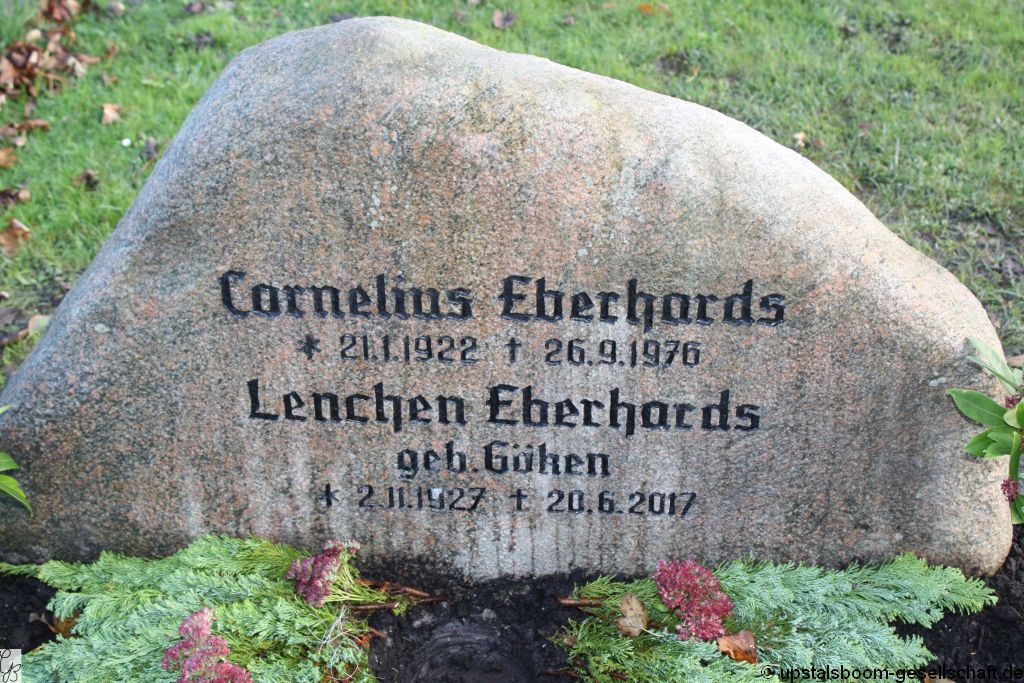 Cornelius Eberhards
* 21.1.1922 † 26.9.1976
Lenchen Eberhards
geb. Göken
* 2.11.1927 † 20.6.2017
© upstalsboom-gesellschaft.de